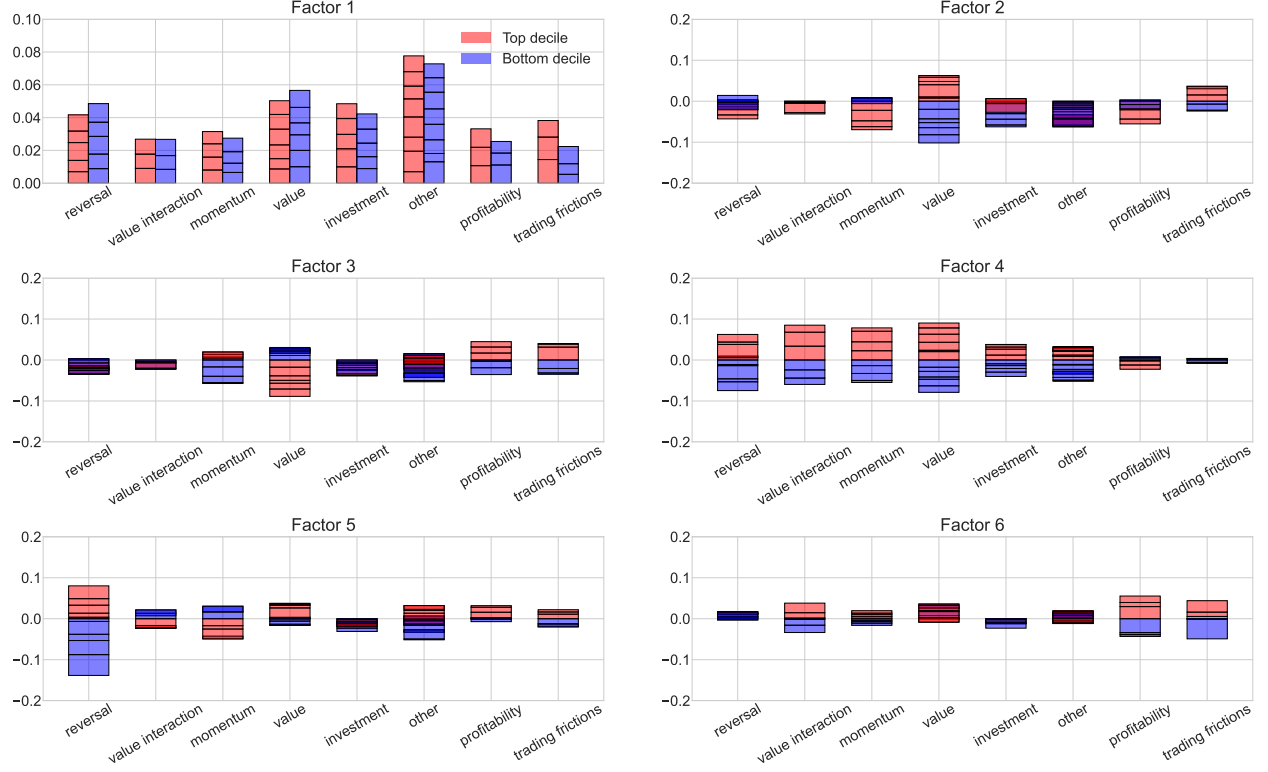 Factor 1
0.10
0.08
0.06
0.04
0.02
0.00
Top decile
Bottom decile
reversal
value interaction
momentum
value
investment
other
profitability
trading frictions
Factor 2
0.2
0.1
0.0
−0.1
−0.2
reversal
value interaction
momentum
value
investment
other
profitability
trading frictions
Factor 3
0.2
0.1
0.0
−0.1
−0.2
reversal
value interaction
momentum
value
investment
other
profitability
trading frictions
Factor 4
0.2
0.1
0.0
−0.1
−0.2
reversal
value interaction
momentum
value
investment
other
profitability
trading frictions
Factor 5
0.2
0.1
0.0
−0.1
−0.2
reversal
value interaction
momentum
value
investment
other
profitability
trading frictions
Factor 6
0.2
0.1
0.0
−0.1
−0.2
reversal
value interaction
momentum
value
investment
other
profitability
trading frictions